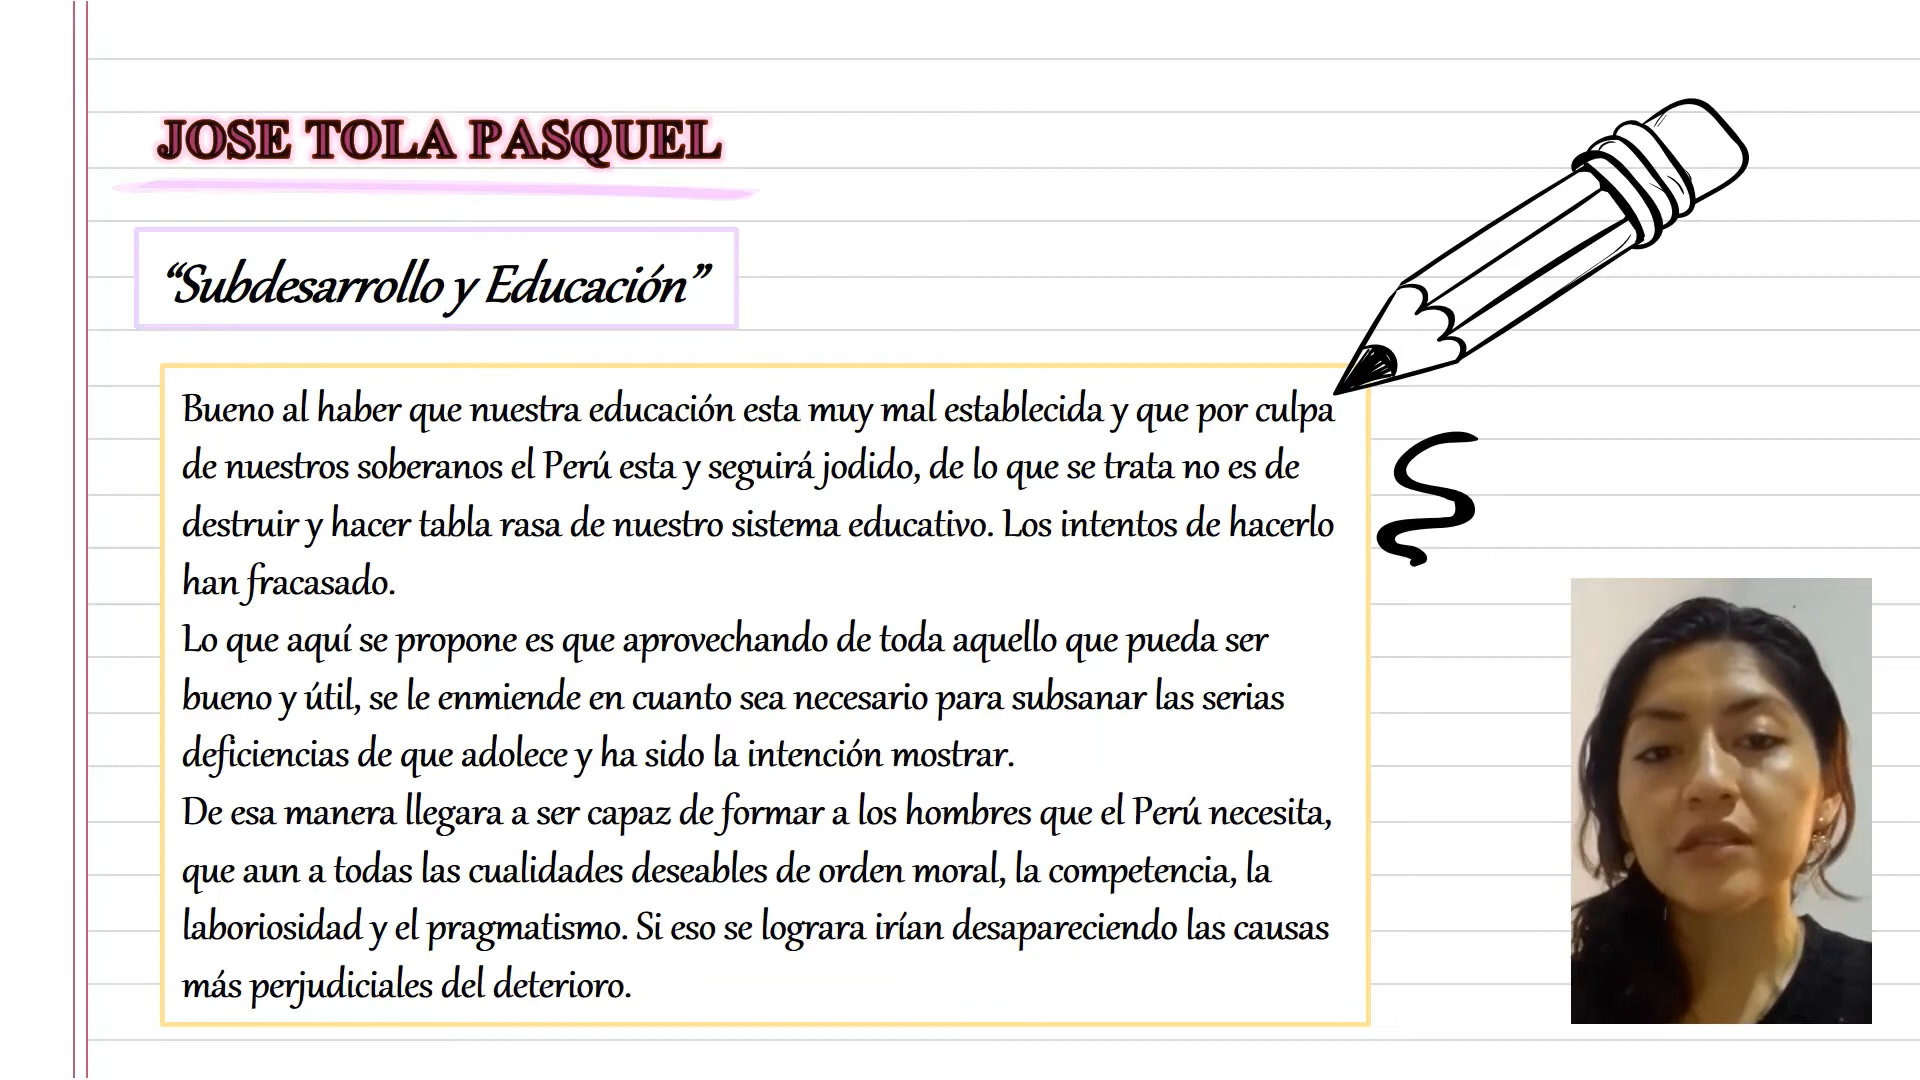 JOSE TOLA PASQUEL
“Subdesarrollo y Educación”
Bueno al haber que nuestra educación esta muy mal establecida y que por culpa
de nuestros soberanos el Perú esta y seguirá jodido, de lo que se trata no es de
destruir y hacer tabla rasa de nuestro sistema educativo. Los intentos de hacerlo
han fracasado.
Lo que aquí se propone es que aprovechando de toda aquello que pueda ser
bueno y útil, se le enmiende en cuanto sea necesario para subsanar las serias
deficiencias de que adolece y ha sido la intención mostrar.
De esa manera llegara a ser capaz de formar a los hombres que el Perú necesita,
que aun a todas las cualidades deseables de orden moral, la competencia, la
laboriosidad y el pragmatismo. Si eso se lograra irían desapareciendo las causas
más perjudiciales del deterioro.